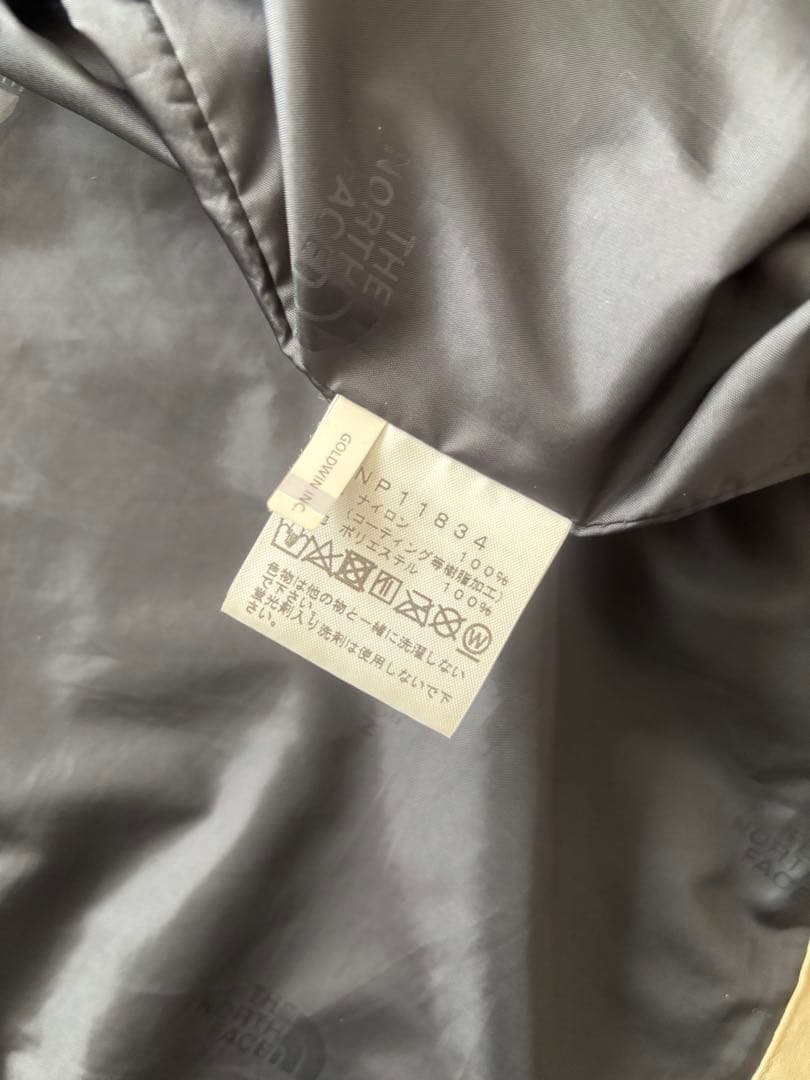 THE
NORTH
FACE
GOLDWIN INC
NP11834
ナイロン 100%
(コーティング等樹脂加工)
ポリエステル 100%
W
色物は他の物と一緒に洗濯しない
で下さい。
蛍光剤入り洗剤は使用しないで下
さい。
NORTH
FACE
THE
NORTH
FACE